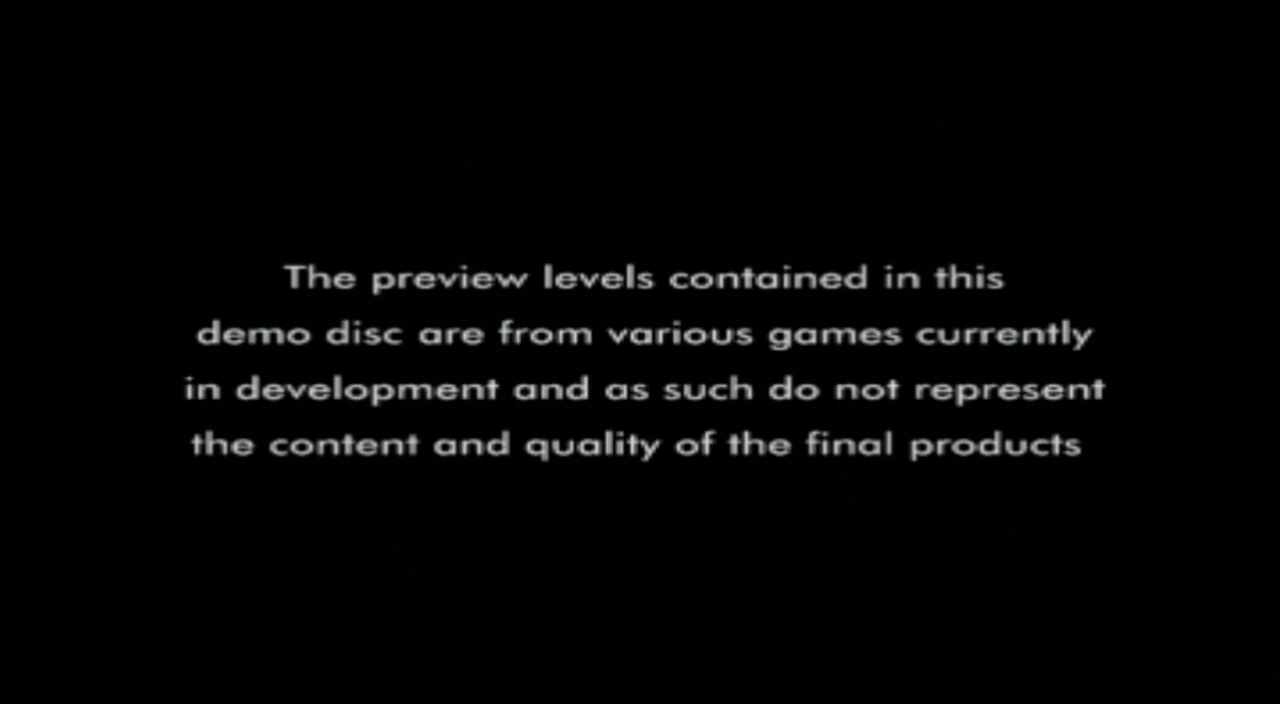 The preview levels contained in this
demo disc are from various games currently
in development and as such do not represent
the content and quality of the final products